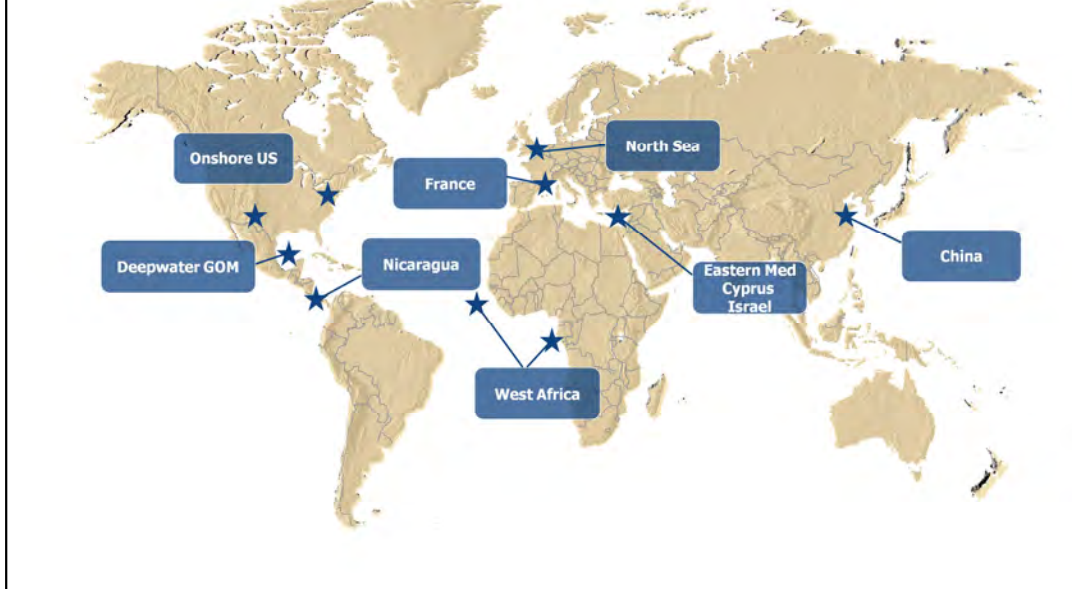 North Sea
Onshore US
France
Deepwater GOM
Nicaragua
China
Eastern Med
Cyprus
Israel
West Africa